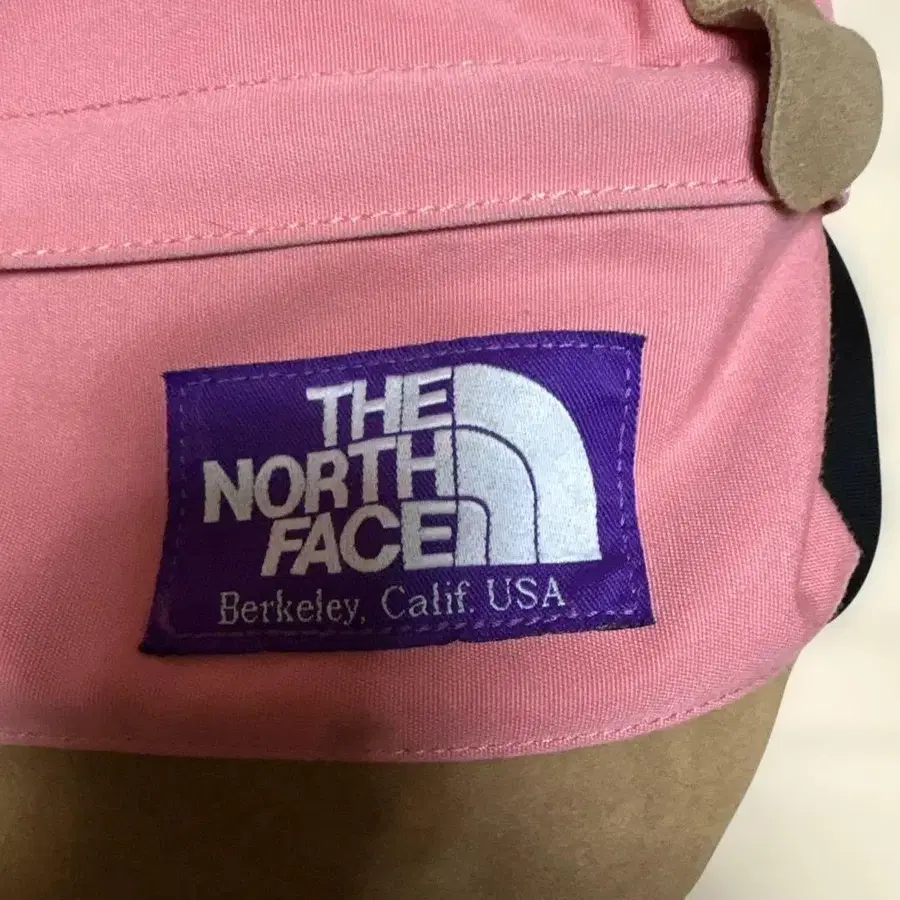 THE
NORTH
FACE
Berkeley, Calif. USA